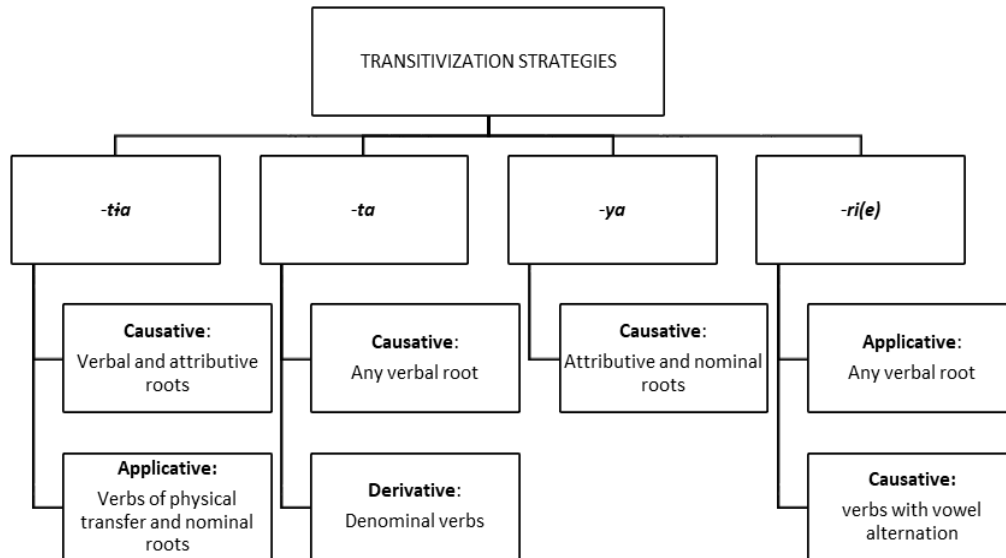 TRANSITIVIZATION STRATEGIES
-tɨa
-ta
-ya
-ri(e)
Causative:
Verbal and attributive
roots
Causative:
Any verbal root
Causative:
Attributive and nominal
roots
Applicative:
Any verbal root
Applicative:
Verbs of physical
transfer and nominal
roots
Derivative:
Denominal verbs
Causative:
verbs with vowel
alternation